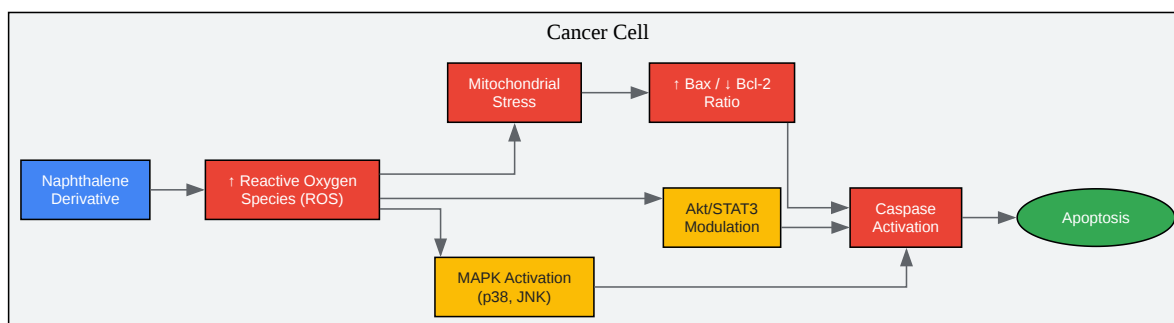 Cancer Cell
Mitochondrial
Stress
↑ Bax / ↓ Bcl-2
Ratio
Naphthalene
Derivative
↑ Reactive Oxygen
Species (ROS)
Akt/STAT3
Modulation
Caspase
Activation
Apoptosis
MAPK Activation
(p38, JNK)